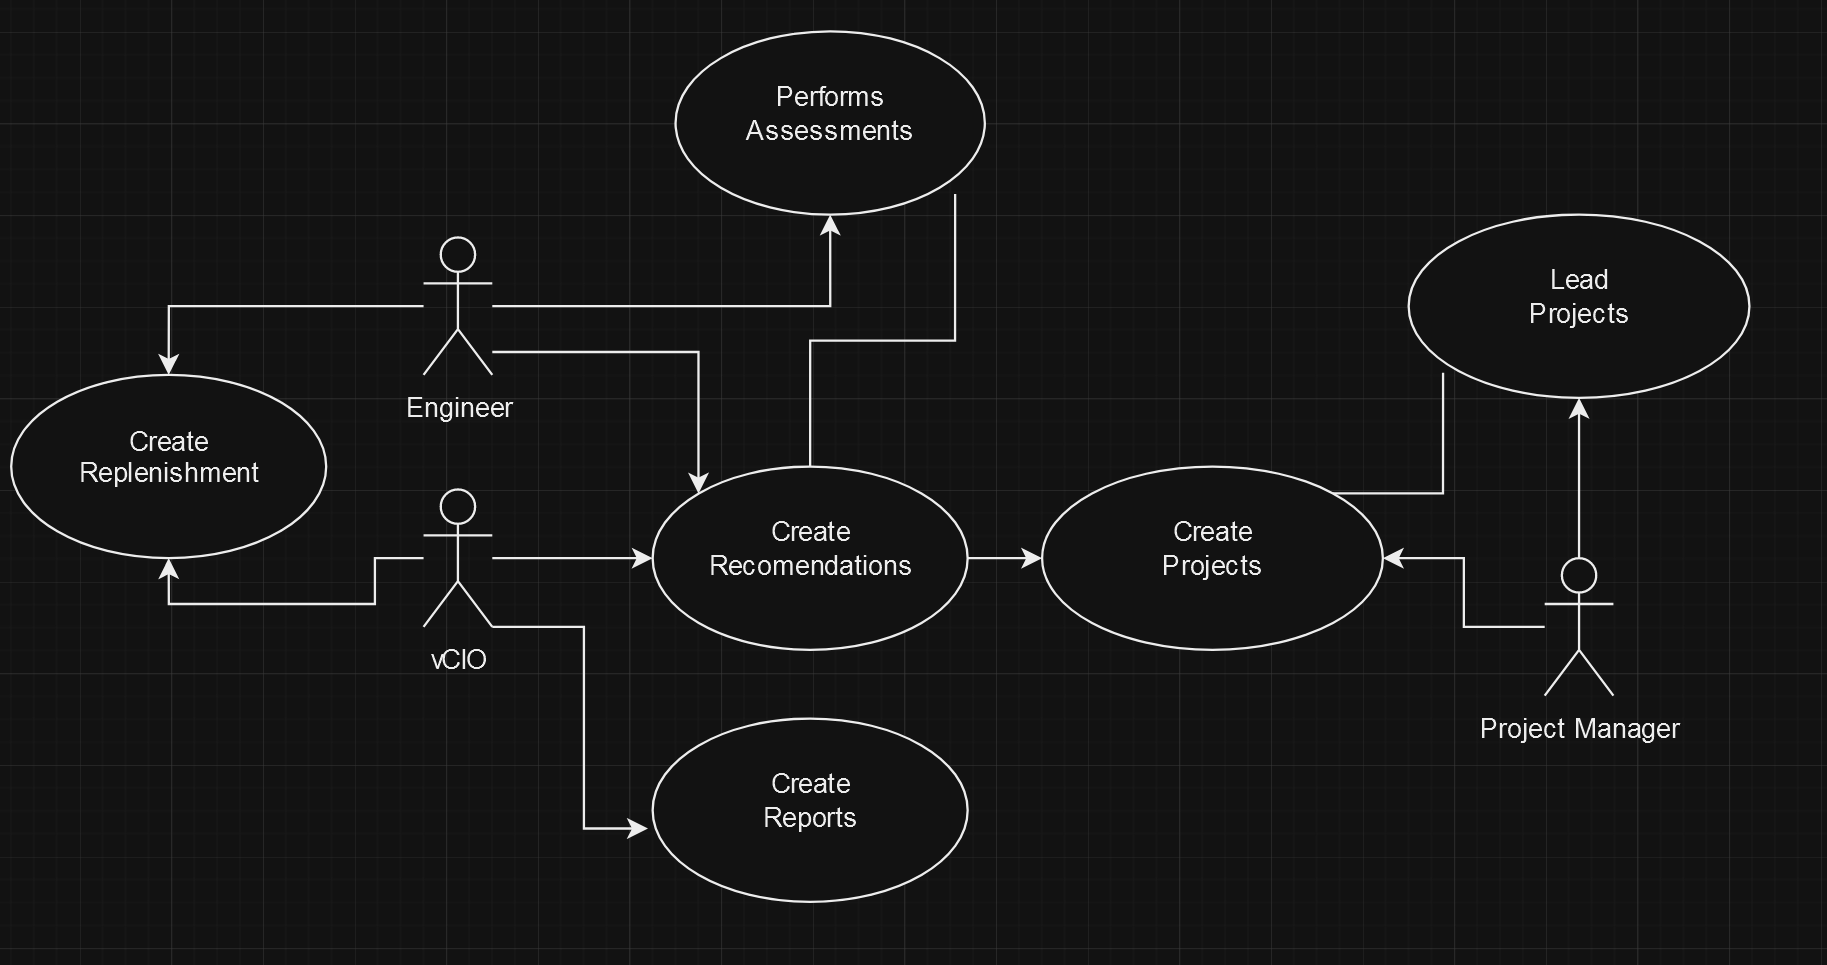 Performs
Assessments
Lead
Projects
Engineer
Create
Replenishment
Create
Recomendations
Create
Projects
vCIO
Project Manager
Create
Reports